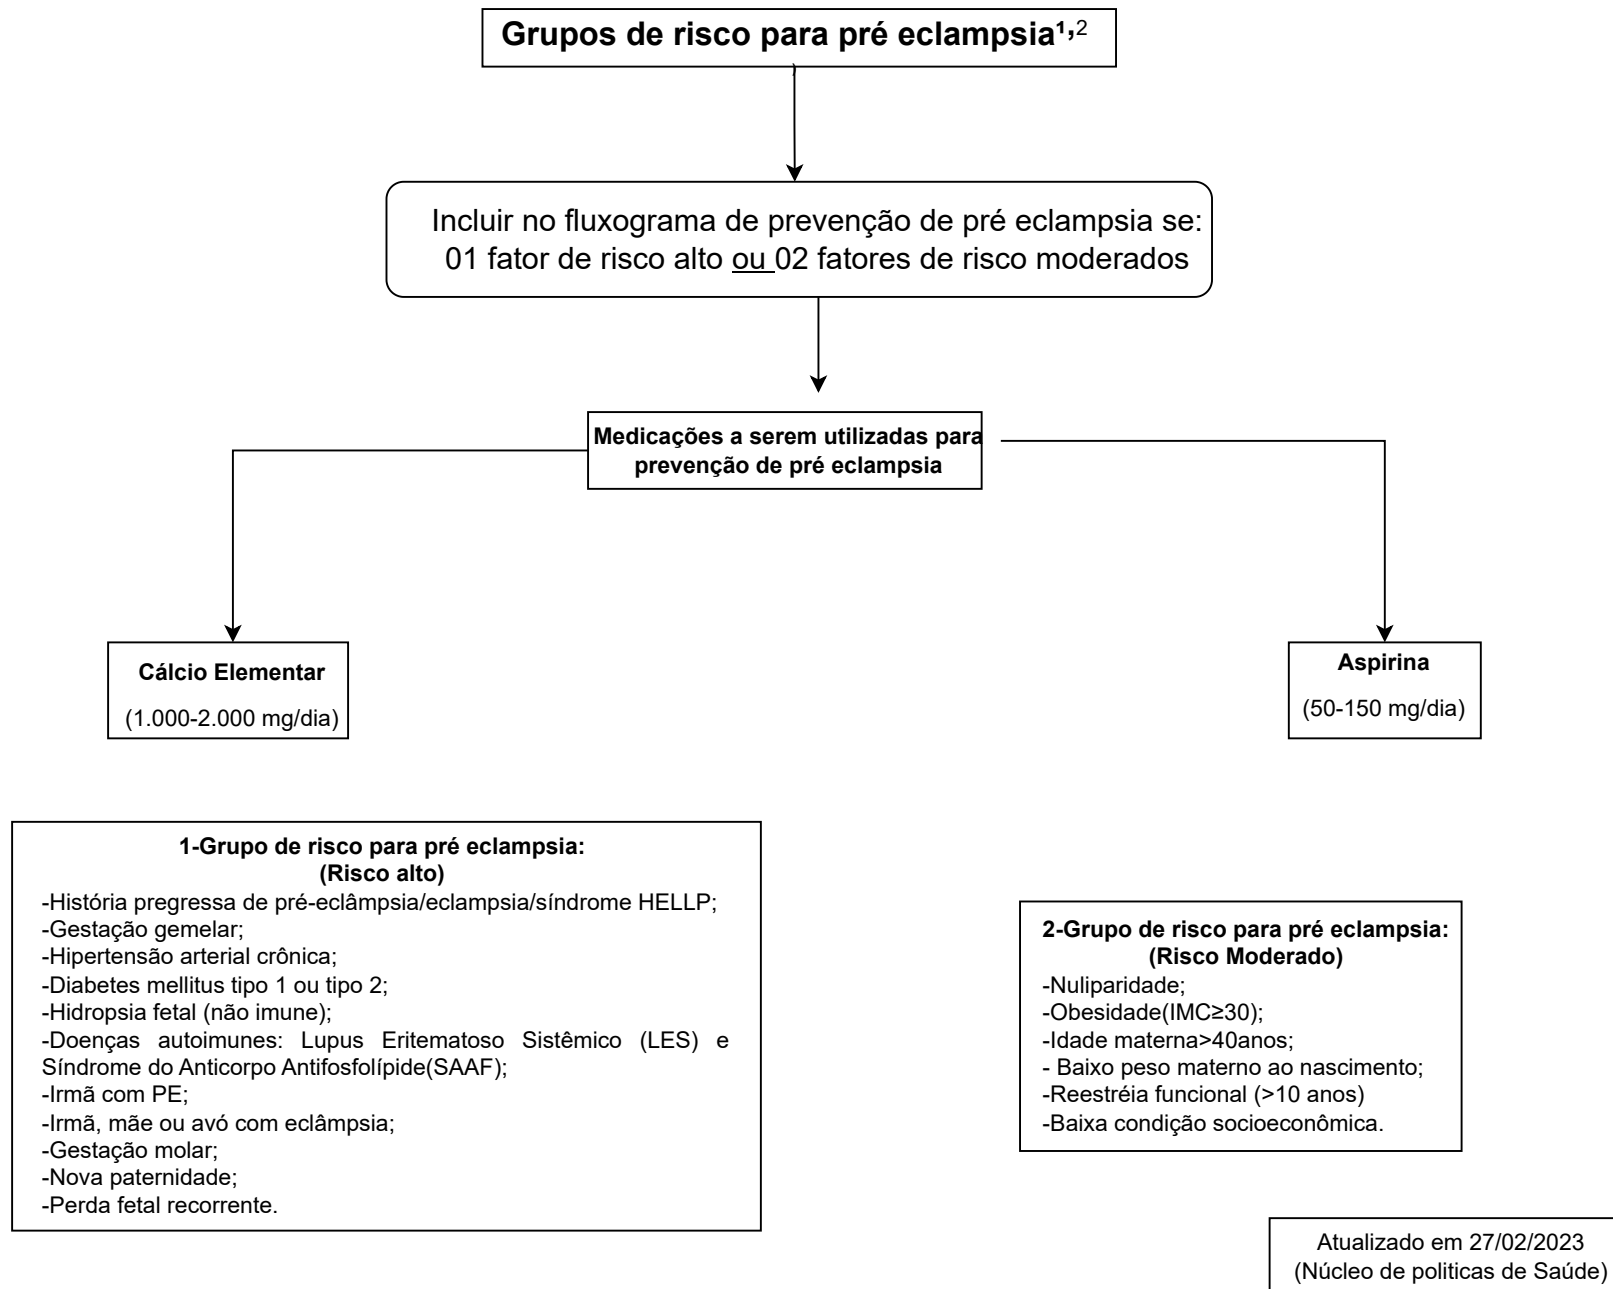 Grupos de risco para pré eclampsia¹,²
Incluir no fluxograma de prevenção de pré eclampsia se:
01 fator de risco alto ou 02 fatores de risco moderados
Medicações a serem utilizadas para
prevenção de pré eclampsia
Cálcio Elementar
(1.000-2.000 mg/dia)
Aspirina
(50-150 mg/dia)
1-Grupo de risco para pré eclampsia:
(Risco alto)
-História pregressa de pré-eclâmpsia/eclampsia/síndrome HELLP;
-Gestação gemelar;
-Hipertensão arterial crônica;
-Diabetes mellitus tipo 1 ou tipo 2;
-Hidropsia fetal (não imune);
-Doenças autoimunes: Lupus Eritematoso Sistêmico (LES) e
Síndrome do Anticorpo Antifosfolípide(SAAF);
-Irmã com PE;
-Irmã, mãe ou avó com eclâmpsia;
-Gestação molar;
-Nova paternidade;
-Perda fetal recorrente.
2-Grupo de risco para pré eclampsia:
(Risco Moderado)
-Nuliparidade;
-Obesidade(IMC≥30);
-Idade materna>40anos;
- Baixo peso materno ao nascimento;
-Reestréia funcional (>10 anos)
-Baixa condição socioeconômica.
Atualizado em 27/02/2023
(Núcleo de politicas de Saúde)